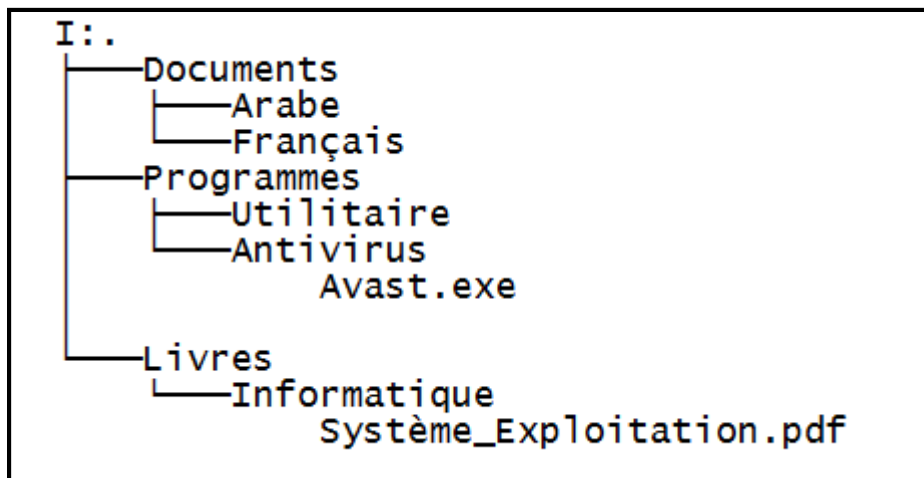 I:.
├───Documents
│   ├───Arabe
│   └───Français
├───Programmes
│   ├───Utilitaire
│   └───Antivirus
│           Avast.exe
│
└───Livres
    └───Informatique
            Système_Exploitation.pdf